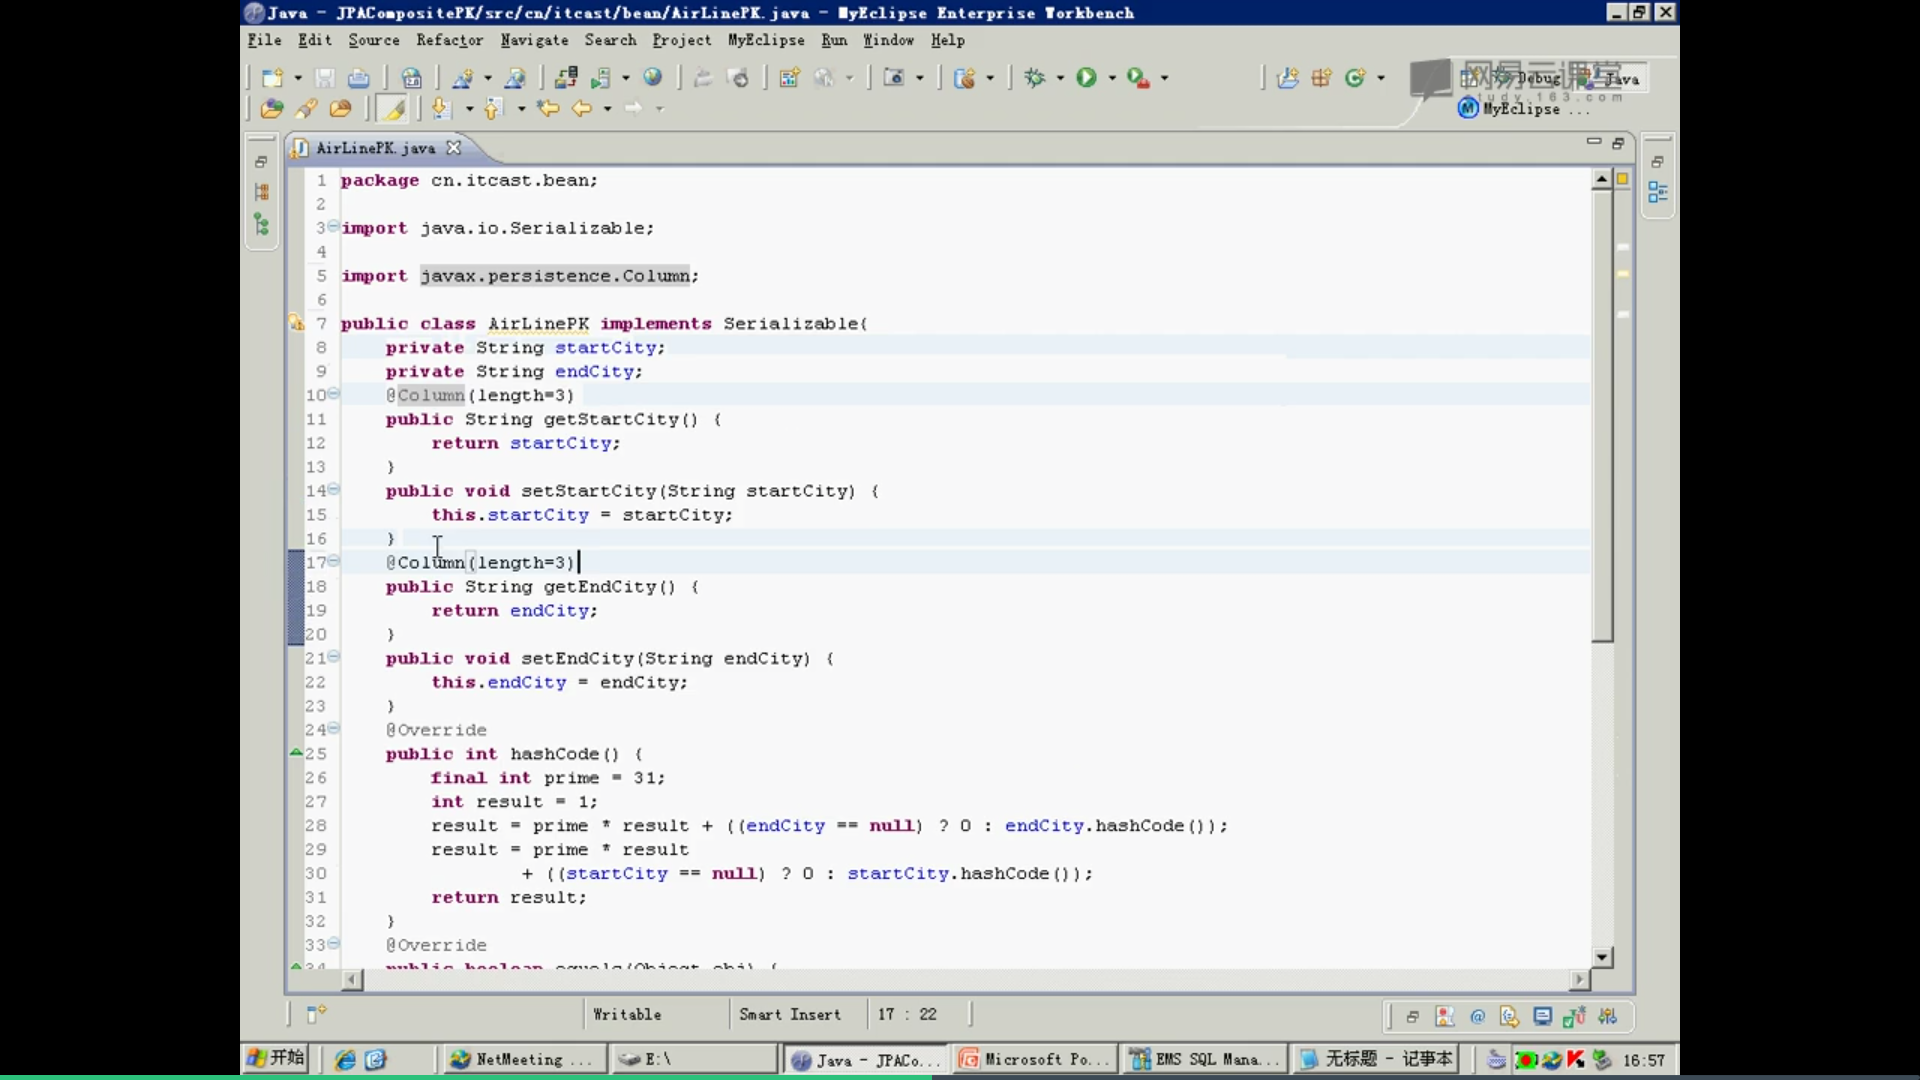 Java - JPACompositePK/src/cn/itcast/bean/AirLinePK.java - MyEclipse Enterprise Workbench
File Edit Source Refactor Navigate Search Project MyEclipse Run Window Help
网易云课堂
Debug Java
study.163.com
MyEclipse ...
AirLinePK.java
1 package cn.itcast.bean;
2
3 import java.io.Serializable;
4
5 import javax.persistence.Column;
6
7 public class AirLinePK implements Serializable{
8 private String startCity;
9 private String endCity;
10 @Column(length=3)
11 public String getStartCity() {
12 return startCity;
13 }
14 public void setStartCity(String startCity) {
15 this.startCity = startCity;
16 }
17 @Column(length=3)
18 public String getEndCity() {
19 return endCity;
20 }
21 public void setEndCity(String endCity) {
22 this.endCity = endCity;
23 }
24 @Override
25 public int hashCode() {
26 final int prime = 31;
27 int result = 1;
28 result = prime * result + ((endCity == null) ? 0 : endCity.hashCode());
29 result = prime * result
30 + ((startCity == null) ? 0 : startCity.hashCode());
31 return result;
32 }
33 @Override
34 public boolean equals(Object obj) {
Writable Smart Insert 17 : 22
开始 NetMeeting ... E:\ Java - JPACo... Microsoft Po... EMS SQL Mana... 无标题 - 记事本 16:57